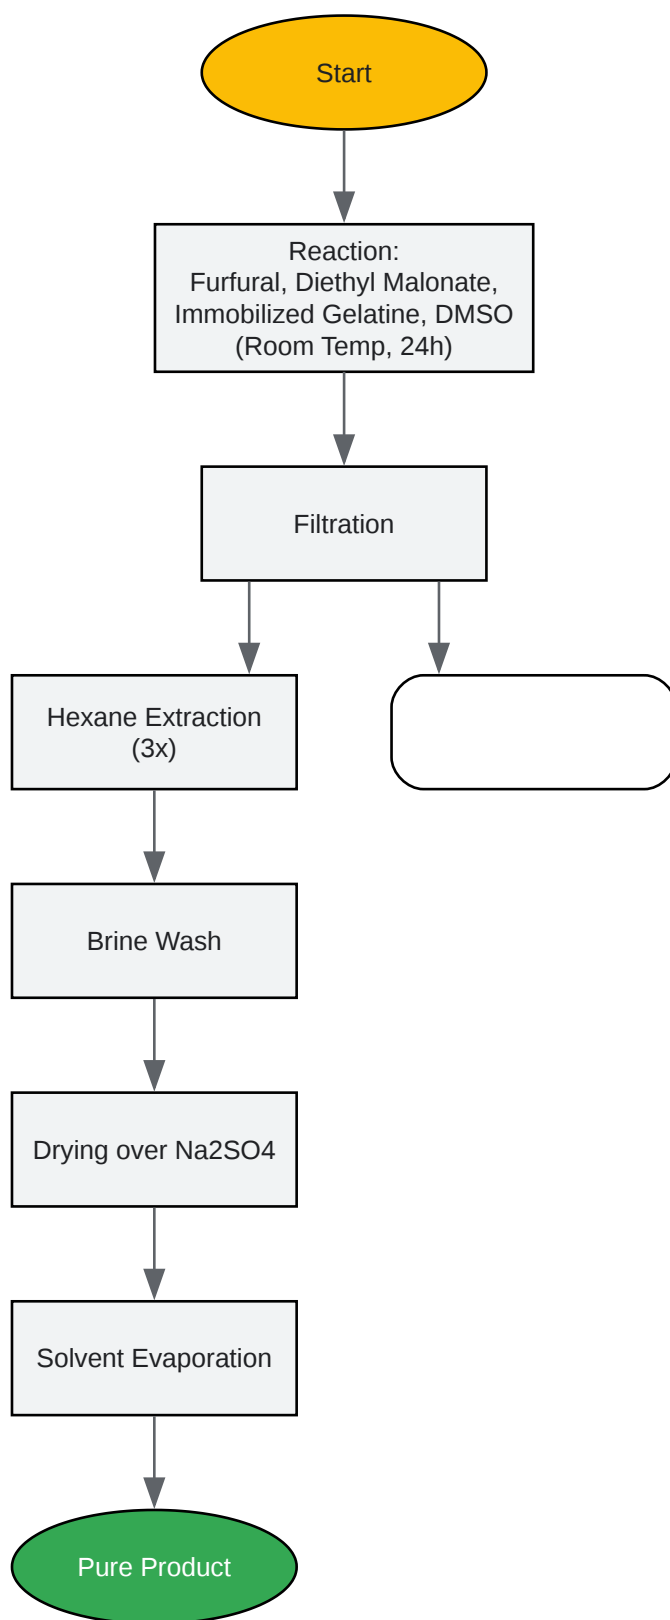 Start
Reaction:
Furfural, Diethyl Malonate,
Immobilized Gelatine, DMSO
(Room Temp, 24h)
Filtration
Hexane Extraction
(3x)
Brine Wash
Drying over Na2SO4
Solvent Evaporation
Pure Product